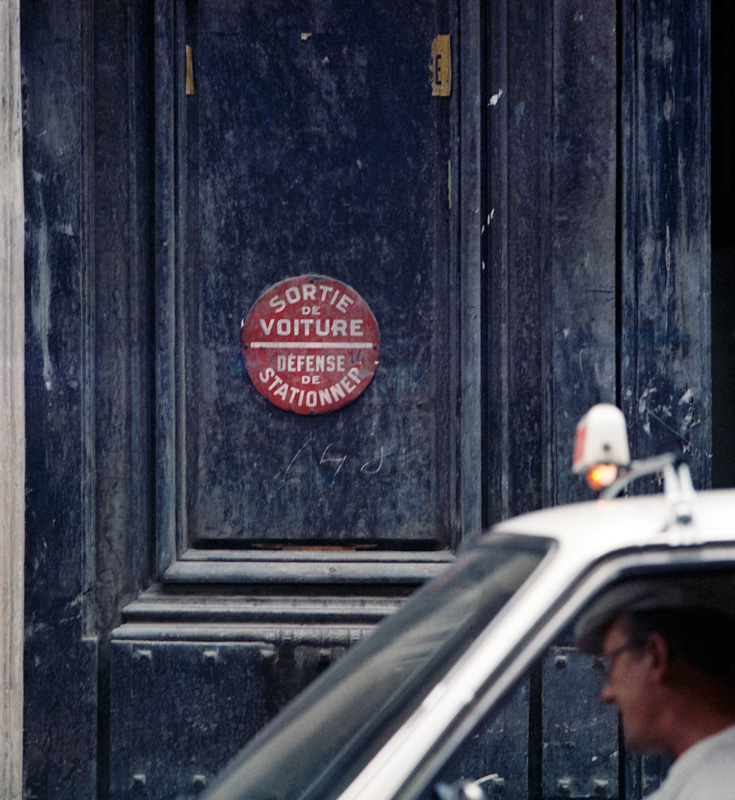 SORTIE
DE
VOITURE
DÉFENSE
DE
STATIONNER